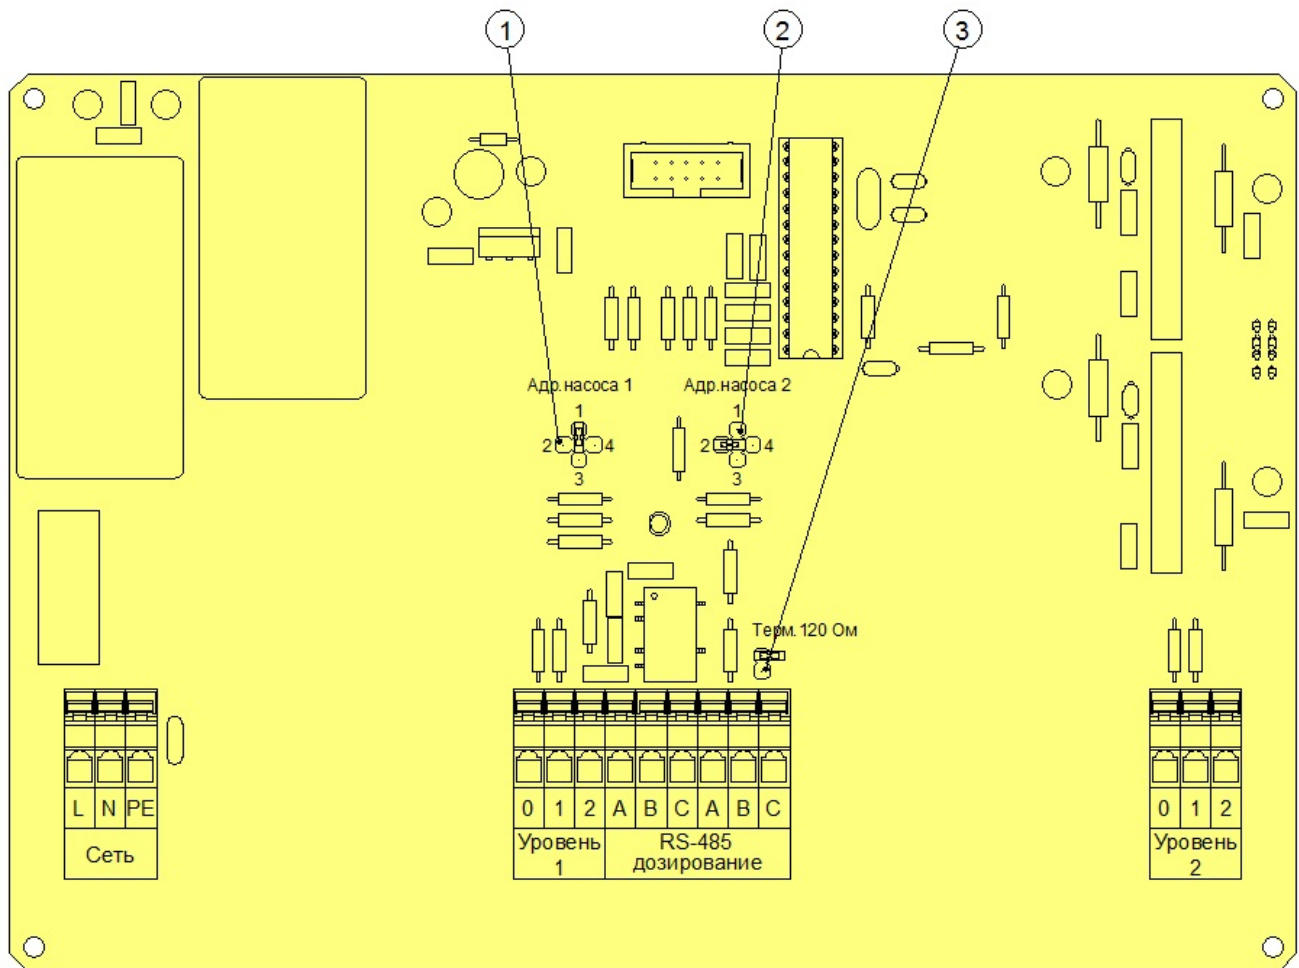 1 2 3
Адр.насоса 1 Адр.насоса 2
1 1
2 4 2 4
3 3
Терм.120 Ом
L N PE 0 1 2 A B C A B C 0 1 2
Сеть Уровень 1 RS-485 дозирование Уровень 2